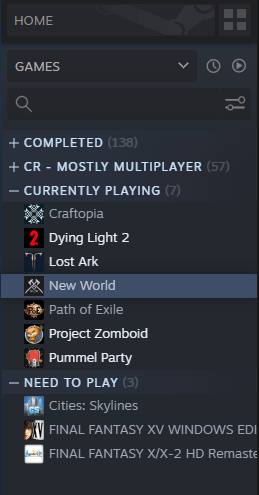 HOME
GAMES
COMPLETED (138)
CR - MOSTLY MULTIPLAYER (57)
CURRENTLY PLAYING (7)
Craftopia
2 Dying Light 2
Lost Ark
New World
Path of Exile
Project Zomboid
Pummel Party
NEED TO PLAY (3)
Cities: Skylines
XV FINAL FANTASY XV WINDOWS EDI
FINAL FANTASY X/X-2 HD Remaste